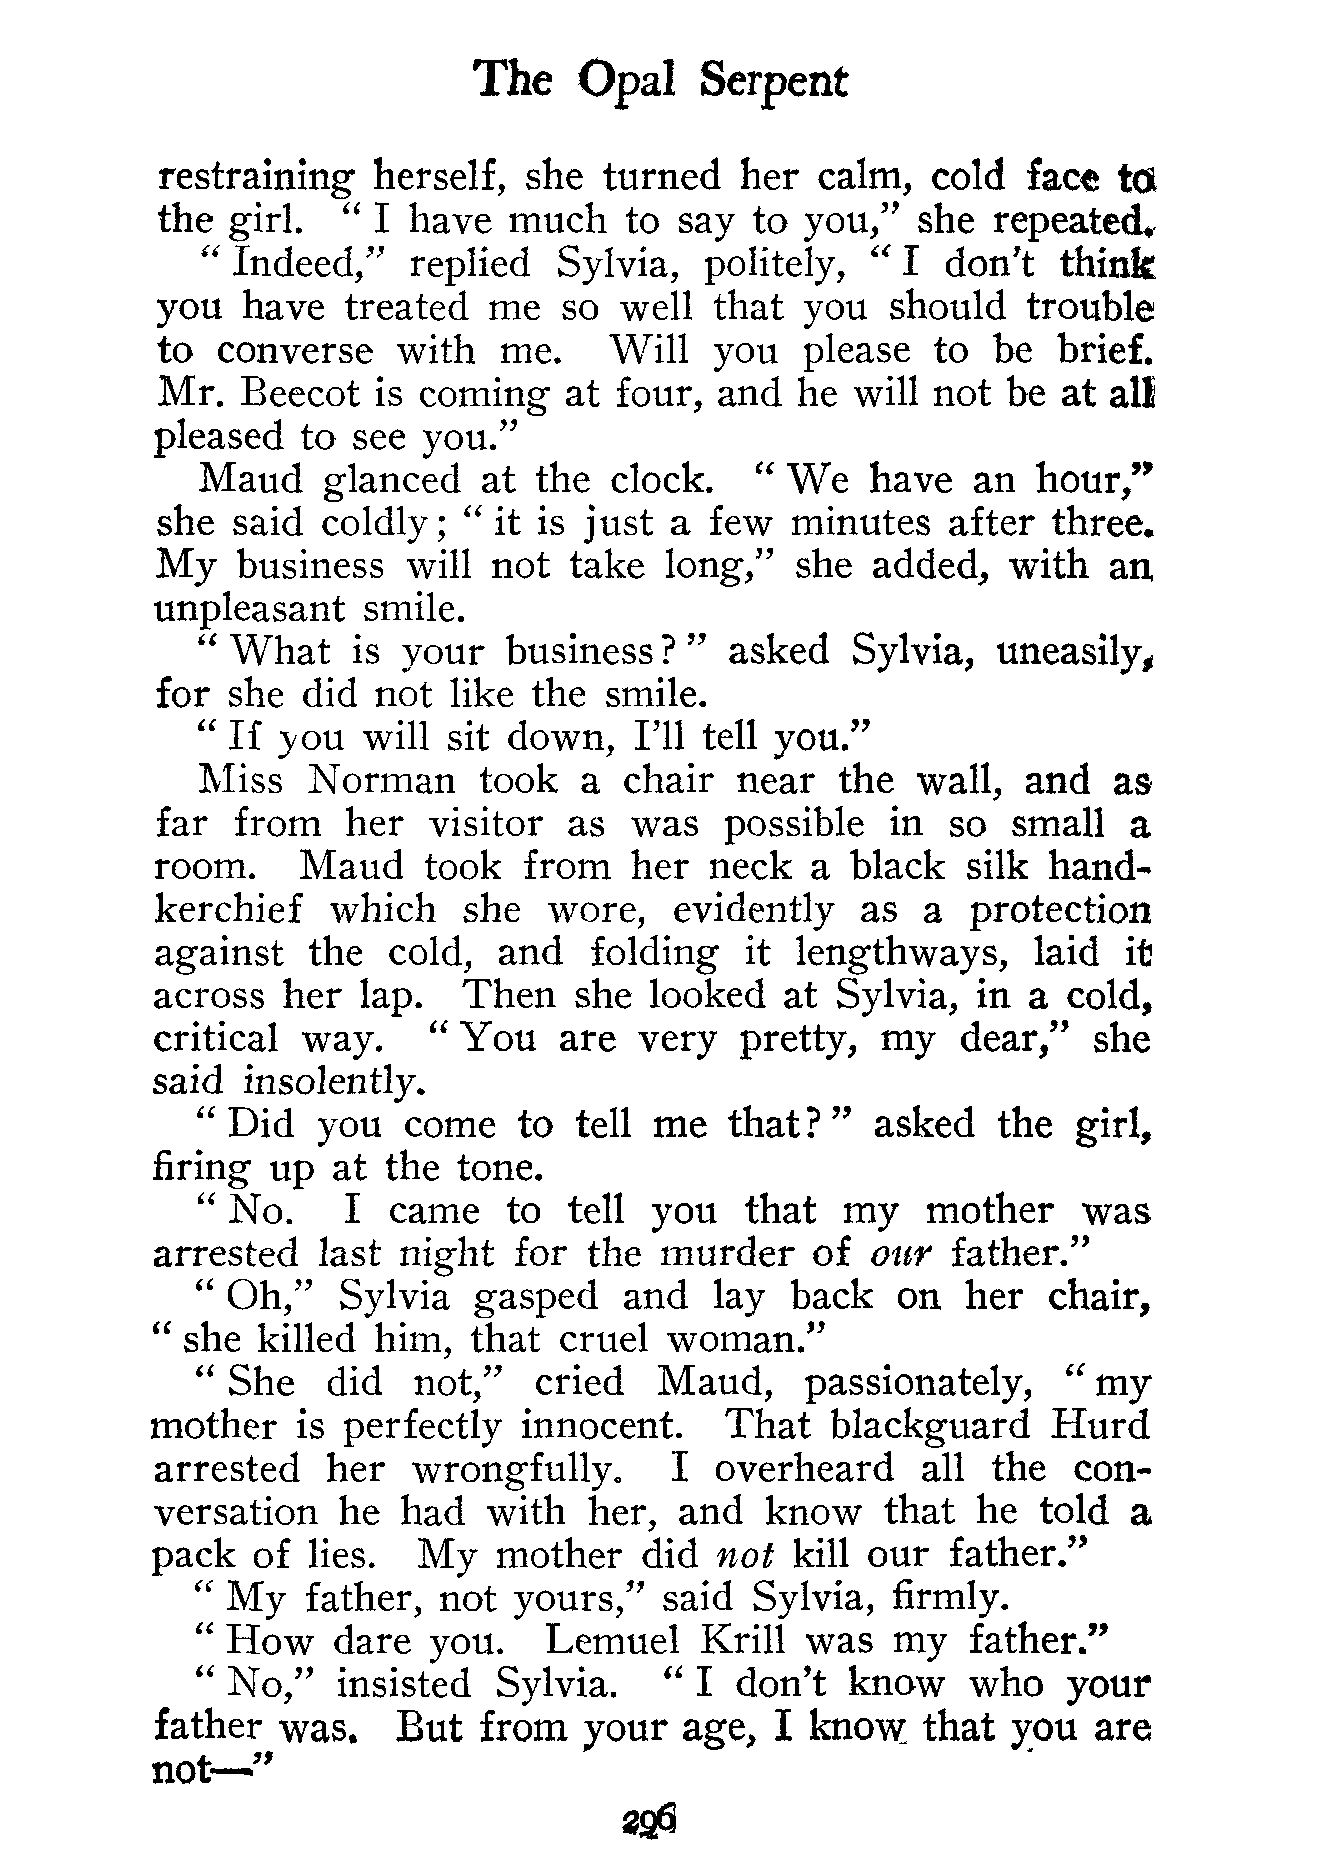 The Opal Serpent
restraining herself, she turned her calm, cold face to
the girl. " I have much to say to you," she repeated.
" Indeed," replied Sylvia, politely, " I don't think
you have treated me so well that you should trouble
to converse with me. Will you please to be brief.
Mr. Beecot is coming at four, and he will not be at all
pleased to see you."
Maud glanced at the clock. " We have an hour,"
she said coldly; " it is just a few minutes after three.
My business will not take long," she added, with an
unpleasant smile.
" What is your business? " asked Sylvia, uneasily,
for she did not like the smile.
" If you will sit down, I'll tell you."
Miss Norman took a chair near the wall, and as
far from her visitor as was possible in so small a
room. Maud took from her neck a black silk hand-
kerchief which she wore, evidently as a protection
against the cold, and folding it lengthways, laid it
across her lap. Then she looked at Sylvia, in a cold,
critical way. " You are very pretty, my dear," she
said insolently.
" Did you come to tell me that? " asked the girl,
firing up at the tone.
" No. I came to tell you that my mother was
arrested last night for the murder of our father."
" Oh," Sylvia gasped and lay back on her chair,
" she killed him, that cruel woman."
" She did not," cried Maud, passionately, " my
mother is perfectly innocent. That blackguard Hurd
arrested her wrongfully. I overheard all the con-
versation he had with her, and know that he told a
pack of lies. My mother did not kill our father."
" My father, not yours," said Sylvia, firmly.
" How dare you. Lemuel Krill was my father."
" No," insisted Sylvia. " I don't know who your
father was. But from your age, I know that you are
not—"
296